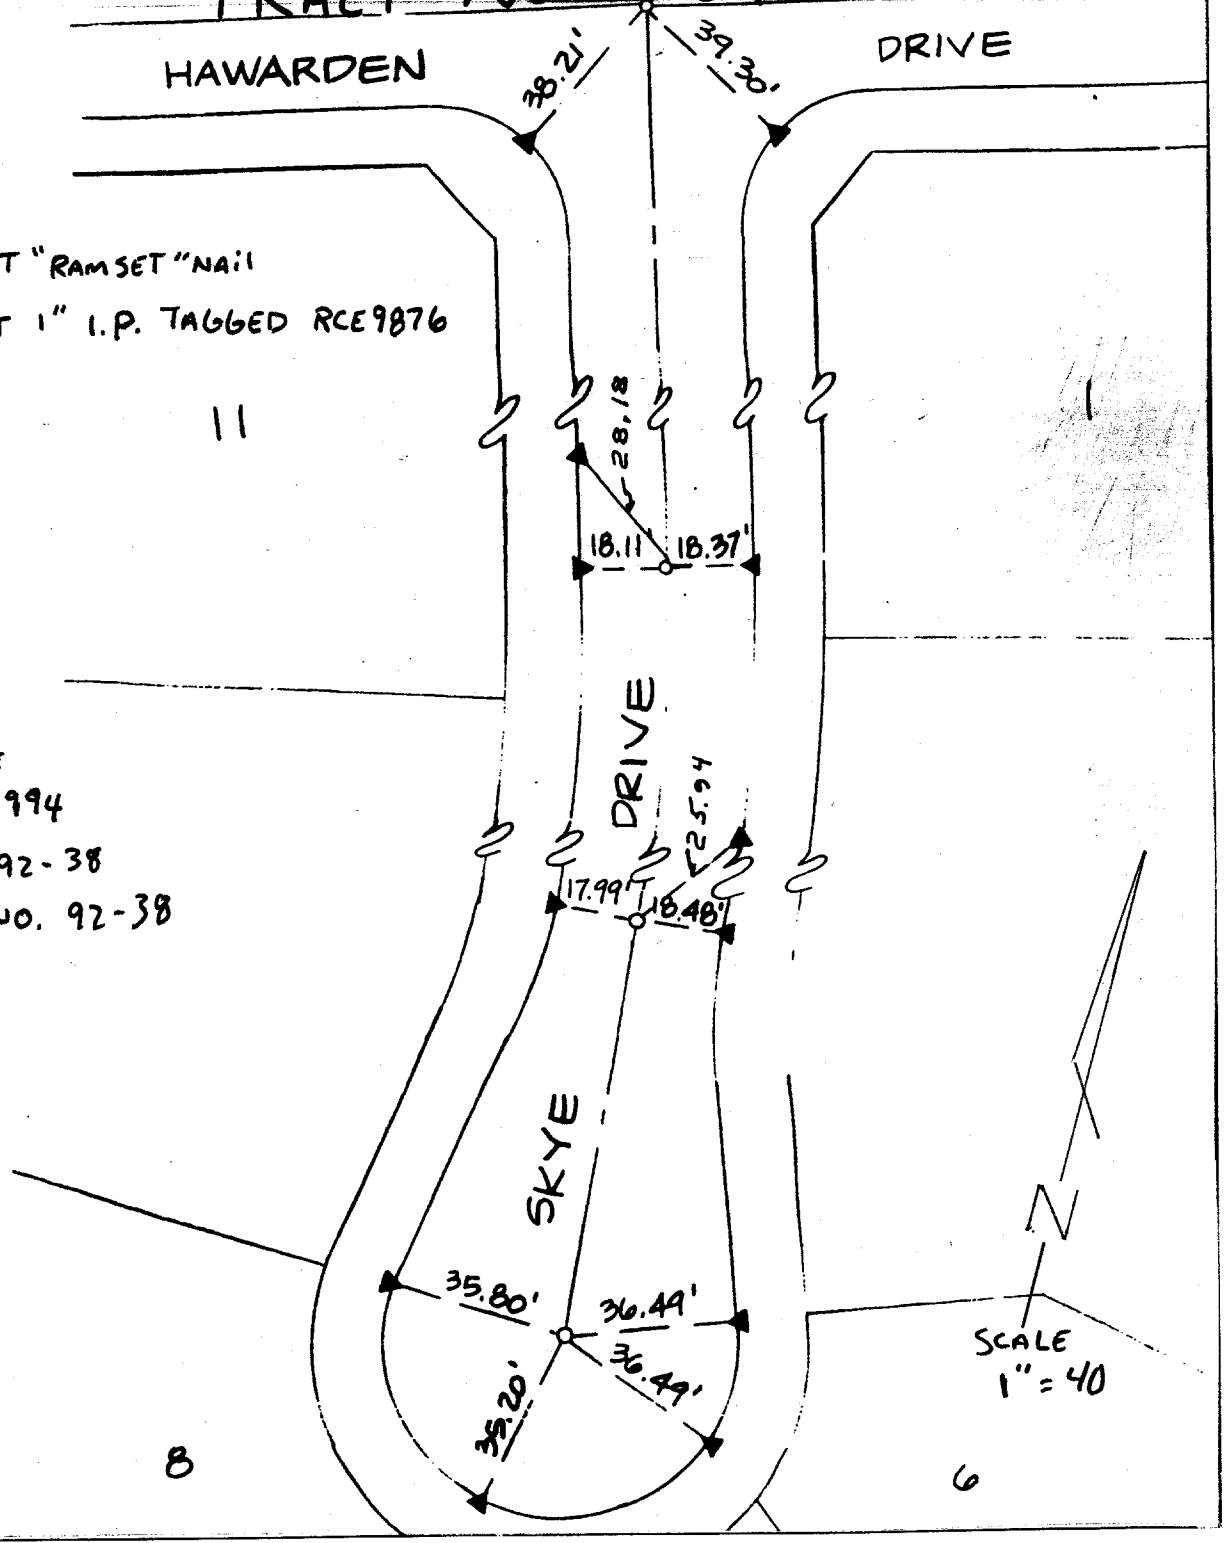 TRACT
38.21'
39.30'
HAWARDEN
DRIVE
T "RAMSET" NAil
T 1" I.P. TAGGED RCE9876
11
1
28,18
18.11'
18.37'
DRIVE
25.94
994
92-38
NO. 92-38
17.99'
18.48'
SKYE
N
35.80'
36.49'
36.49'
35.20'
SCALE
1" = 40
8
6